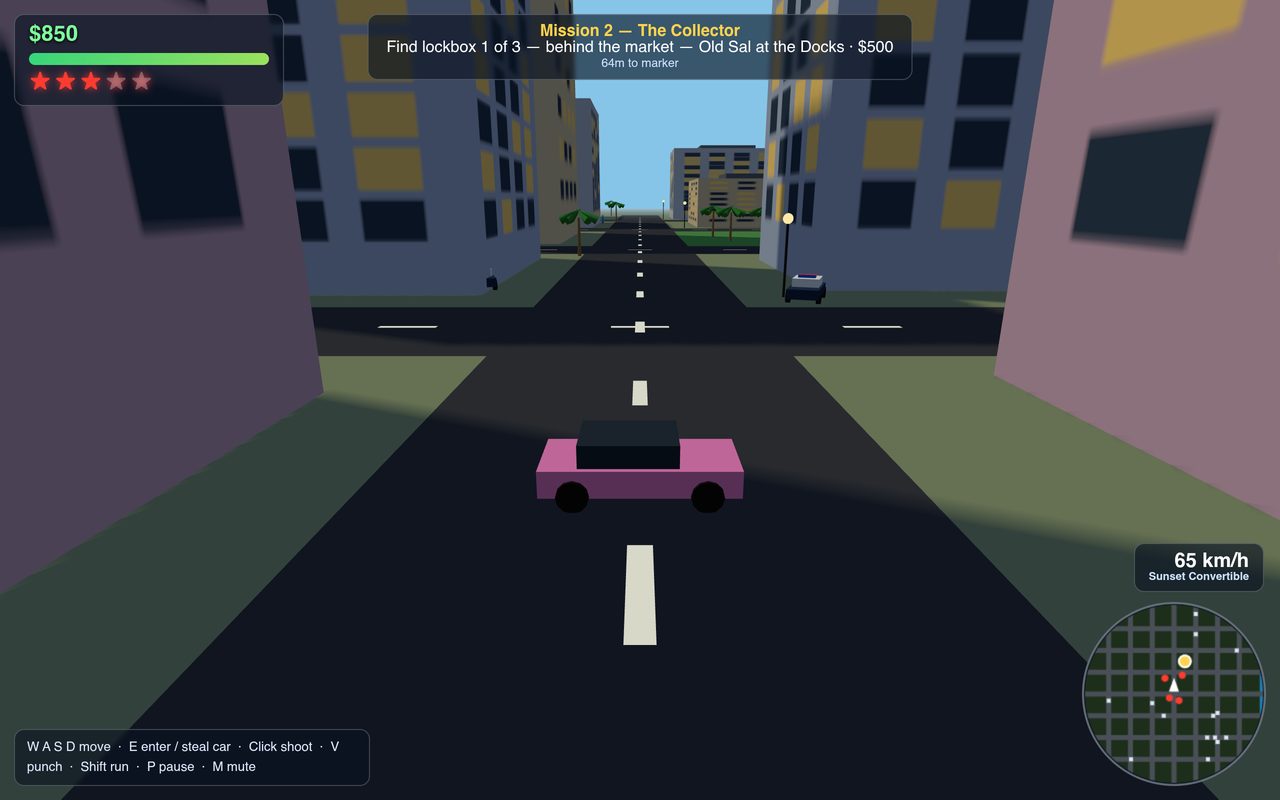 $850
Mission 2 — The Collector
Find lockbox 1 of 3 — behind the market — Old Sal at the Docks · $500
64m to marker
65 km/h
Sunset Convertible
W A S D move · E enter / steal car · Click shoot · V
punch · Shift run · P pause · M mute